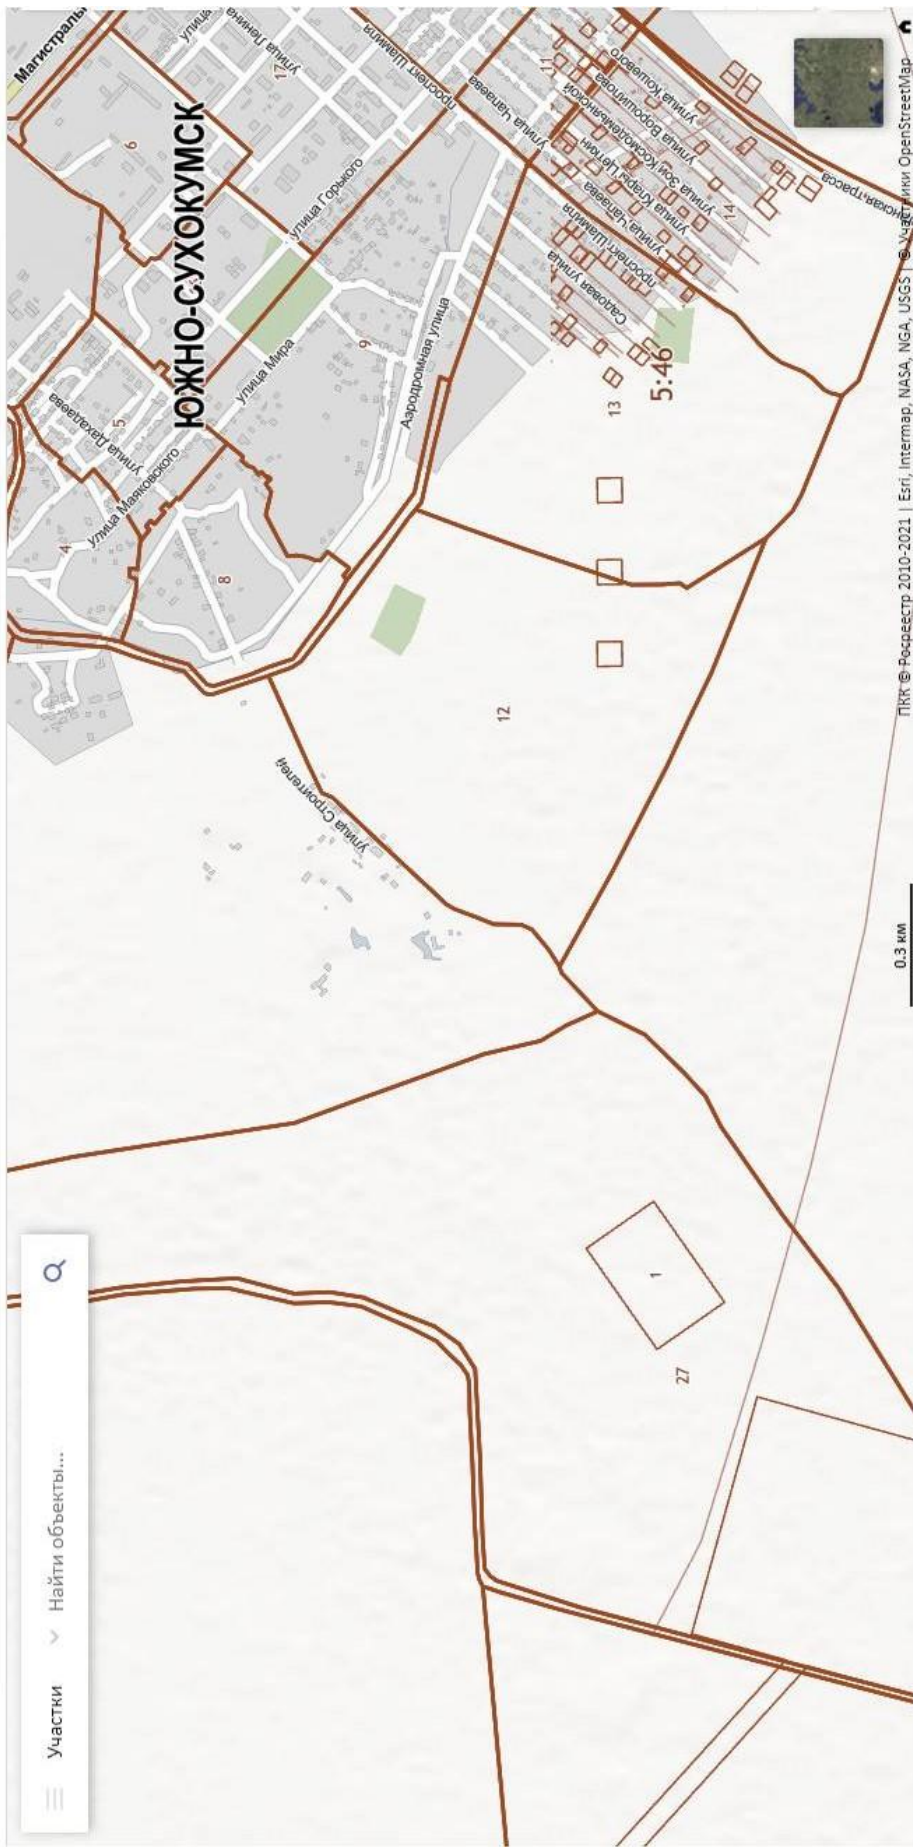 Участки
Найти объекты...
Магистраль
улица
улица Ленина
17
проспект Шамиля
6
ЮЖНО-СУХОКУМСК
улица Горького
улица Чапаева
11
улица Кошевого
улица Ворошилова
улица Зои Космодемьянской
улица Клары Цеткин
улица Чапаева
проспект Шамиля
Садовая улица
14
улица Мира
9
Аэродромная улица
5
улица Дахадаева
улица Маяковского
4
8
13
5:46
12
улица Строителей
1
27
нская трасса
0.3 км
ПКК © Росреестр 2010-2021 | Esri, Intermap, NASA, NGA, USGS | © Участники OpenStreetMap